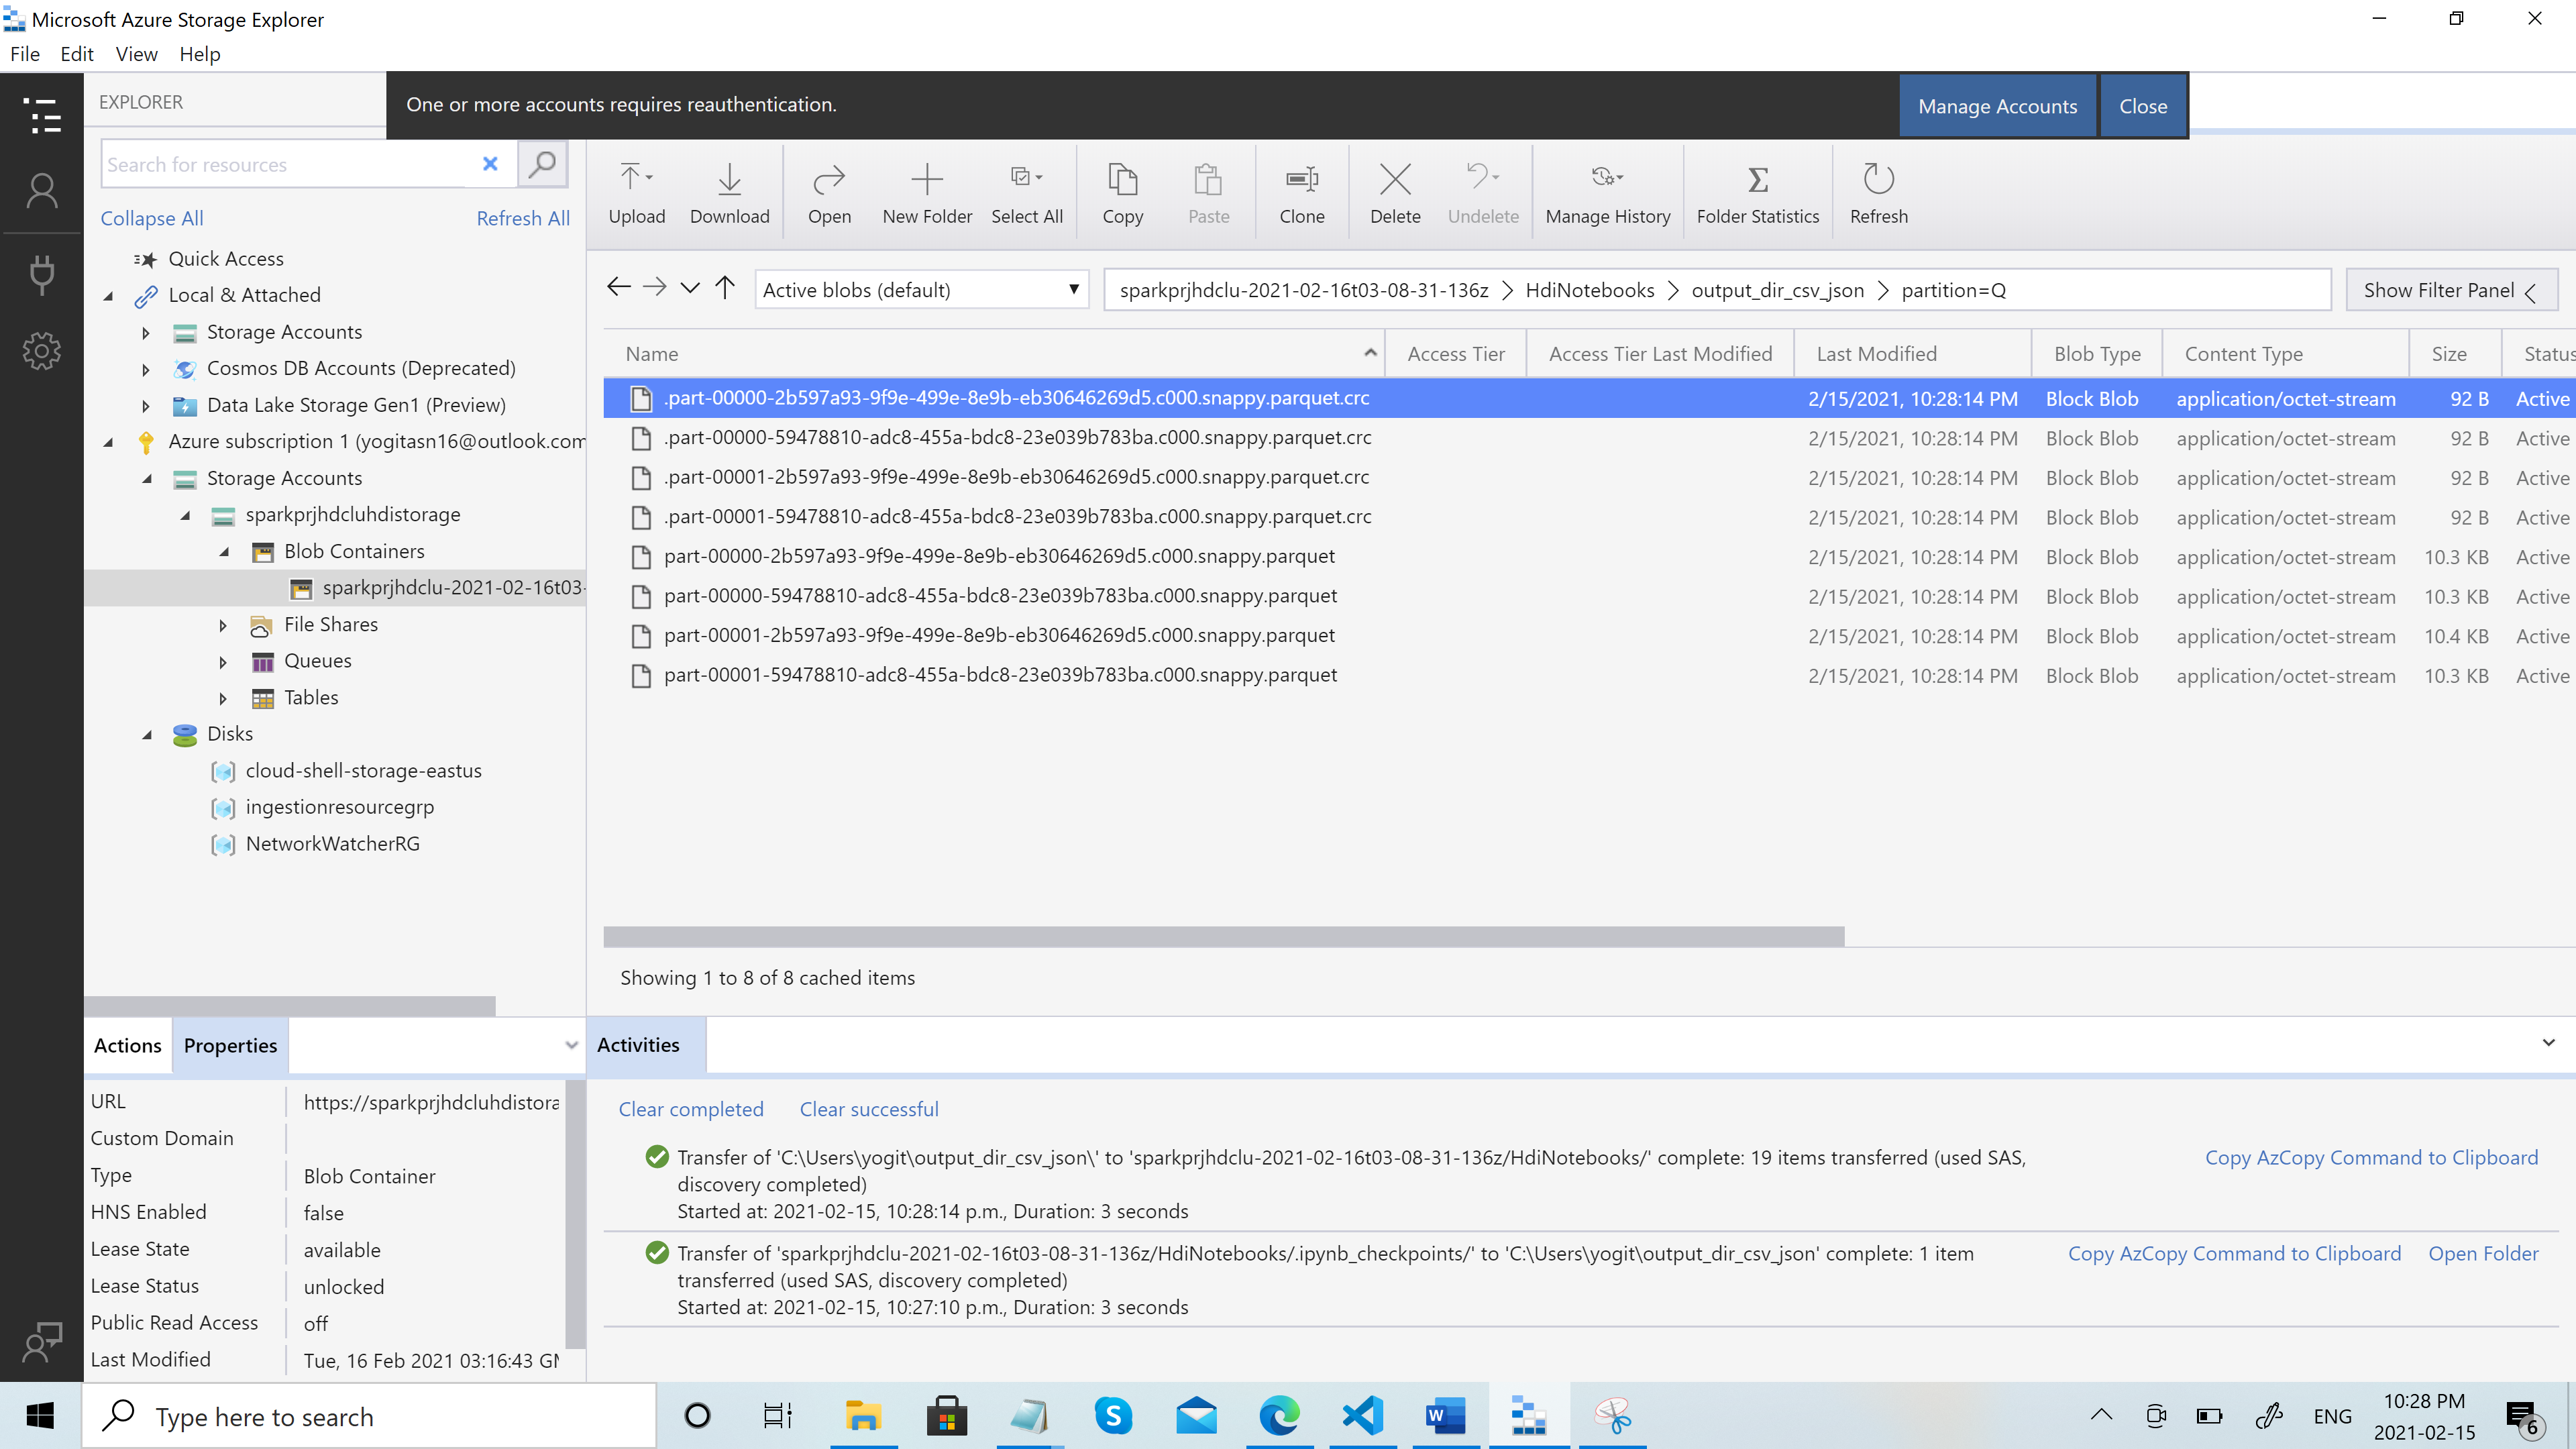 Microsoft Azure Storage Explorer
File Edit View Help
EXPLORER
One or more accounts requires reauthentication.
Manage Accounts
Close
Search for resources
Collapse All
Refresh All
Upload
Download
Open
New Folder
Select All
Copy
Paste
Clone
Delete
Undelete
Manage History
Folder Statistics
Refresh
Quick Access
Local & Attached
Storage Accounts
Cosmos DB Accounts (Deprecated)
Data Lake Storage Gen1 (Preview)
Azure subscription 1 (yogitasn16@outlook.com
Storage Accounts
sparkprjhdcluhdistorage
Blob Containers
sparkprjhdclu-2021-02-16t03-
File Shares
Queues
Tables
Disks
cloud-shell-storage-eastus
ingestionresourcegrp
NetworkWatcherRG
Active blobs (default)
sparkprjhdclu-2021-02-16t03-08-31-136z > HdiNotebooks > output_dir_csv_json > partition=Q
Show Filter Panel
Name Access Tier Access Tier Last Modified Last Modified Blob Type Content Type Size Status
.part-00000-2b597a93-9f9e-499e-8e9b-eb30646269d5.c000.snappy.parquet.crc 2/15/2021, 10:28:14 PM Block Blob application/octet-stream 92 B Active
.part-00000-59478810-adc8-455a-bdc8-23e039b783ba.c000.snappy.parquet.crc 2/15/2021, 10:28:14 PM Block Blob application/octet-stream 92 B Active
.part-00001-2b597a93-9f9e-499e-8e9b-eb30646269d5.c000.snappy.parquet.crc 2/15/2021, 10:28:14 PM Block Blob application/octet-stream 92 B Active
.part-00001-59478810-adc8-455a-bdc8-23e039b783ba.c000.snappy.parquet.crc 2/15/2021, 10:28:14 PM Block Blob application/octet-stream 92 B Active
part-00000-2b597a93-9f9e-499e-8e9b-eb30646269d5.c000.snappy.parquet 2/15/2021, 10:28:14 PM Block Blob application/octet-stream 10.3 KB Active
part-00000-59478810-adc8-455a-bdc8-23e039b783ba.c000.snappy.parquet 2/15/2021, 10:28:14 PM Block Blob application/octet-stream 10.3 KB Active
part-00001-2b597a93-9f9e-499e-8e9b-eb30646269d5.c000.snappy.parquet 2/15/2021, 10:28:14 PM Block Blob application/octet-stream 10.4 KB Active
part-00001-59478810-adc8-455a-bdc8-23e039b783ba.c000.snappy.parquet 2/15/2021, 10:28:14 PM Block Blob application/octet-stream 10.3 KB Active
Showing 1 to 8 of 8 cached items
Actions Properties
URL https://sparkprjhdcluhdistora
Custom Domain
Type Blob Container
HNS Enabled false
Lease State available
Lease Status unlocked
Public Read Access off
Last Modified Tue, 16 Feb 2021 03:16:43 GM
Activities
Clear completed Clear successful
Transfer of 'C:\Users\yogit\output_dir_csv_json\' to 'sparkprjhdclu-2021-02-16t03-08-31-136z/HdiNotebooks/' complete: 19 items transferred (used SAS,
discovery completed)
Started at: 2021-02-15, 10:28:14 p.m., Duration: 3 seconds
Copy AzCopy Command to Clipboard
Transfer of 'sparkprjhdclu-2021-02-16t03-08-31-136z/HdiNotebooks/.ipynb_checkpoints/' to 'C:\Users\yogit\output_dir_csv_json' complete: 1 item
transferred (used SAS, discovery completed)
Started at: 2021-02-15, 10:27:10 p.m., Duration: 3 seconds
Copy AzCopy Command to Clipboard Open Folder
Type here to search
S
W
ENG
10:28 PM
2021-02-15
6